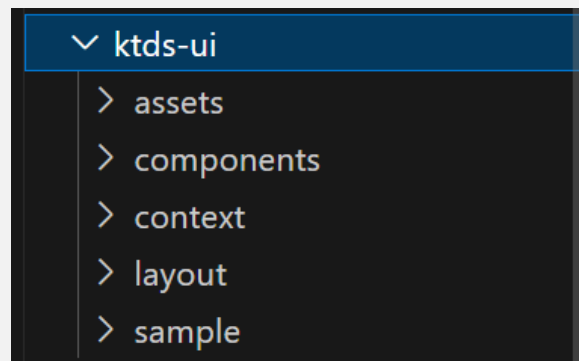 ktds-ui
assets
components
context
layout
sample